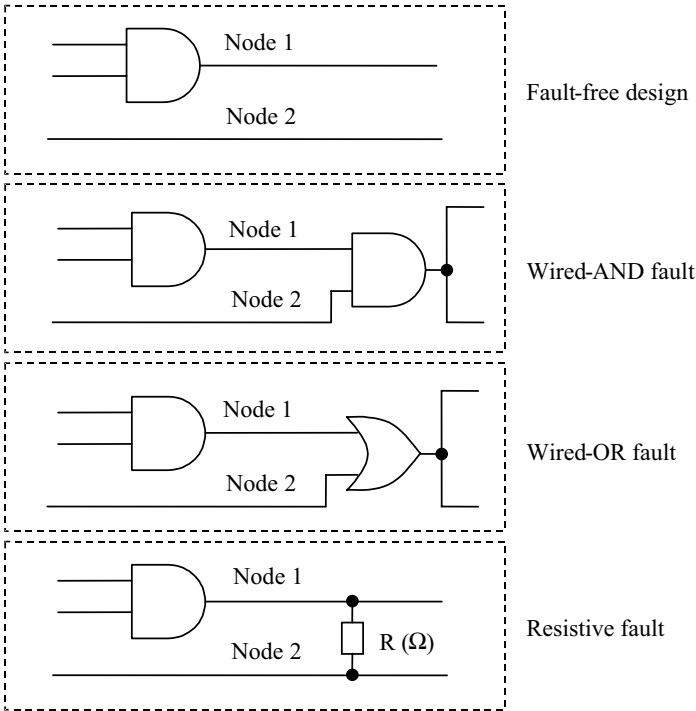 Node 1
Node 2
Fault-free design
Node 1
Node 2
Wired-AND fault
Node 1
Node 2
Wired-OR fault
Node 1
R (Ω)
Node 2
Resistive fault